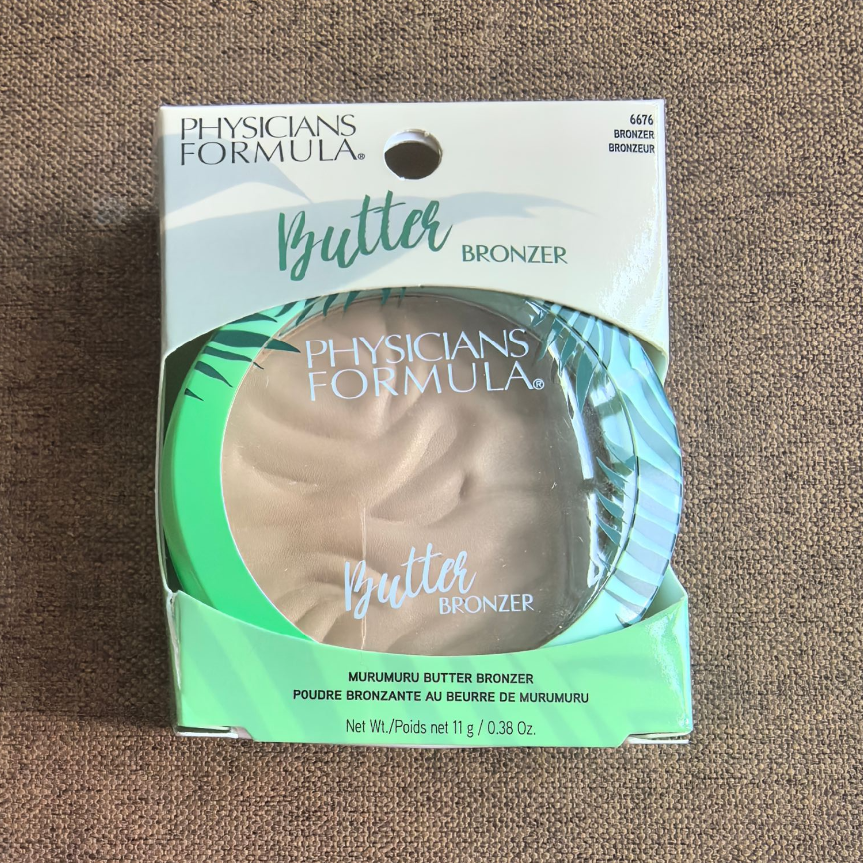 PHYSICIANS
FORMULA®
6676
BRONZER
BRONZEUR
Butter BRONZER
PHYSICIANS
FORMULA®
Butter
BRONZER
MURUMURU BUTTER BRONZER
POUDRE BRONZANTE AU BEURRE DE MURUMURU
Net Wt./Poids net 11 g / 0.38 Oz.